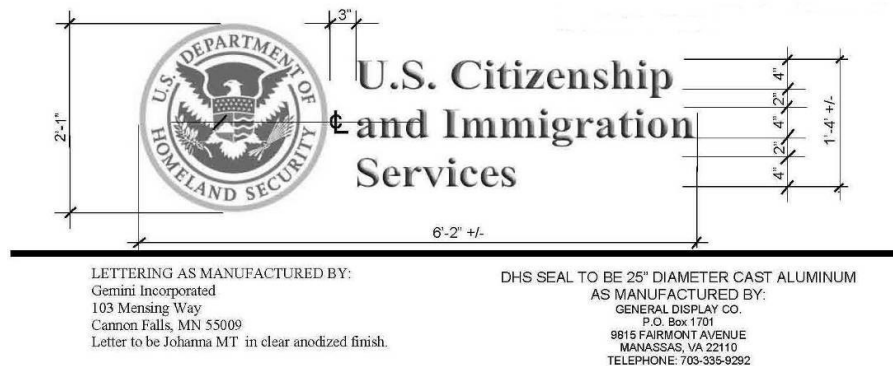 3"
U.S. DEPARTMENT OF
HOMELAND SECURITY
2'-1"
℄
U.S. Citizenship
and Immigration
Services
4"
2"
4"
2"
4"
1'-4' +/-
6'-2" +/-
LETTERING AS MANUFACTURED BY:
Gemini Incorporated
103 Mensing Way
Cannon Falls, MN 55009
Letter to be Johanna MT in clear anodized finish.
DHS SEAL TO BE 25" DIAMETER CAST ALUMINUM
AS MANUFACTURED BY:
GENERAL DISPLAY CO.
P.O. Box 1701
9815 FAIRMONT AVENUE
MANASSAS, VA 22110
TELEPHONE: 703-335-9292